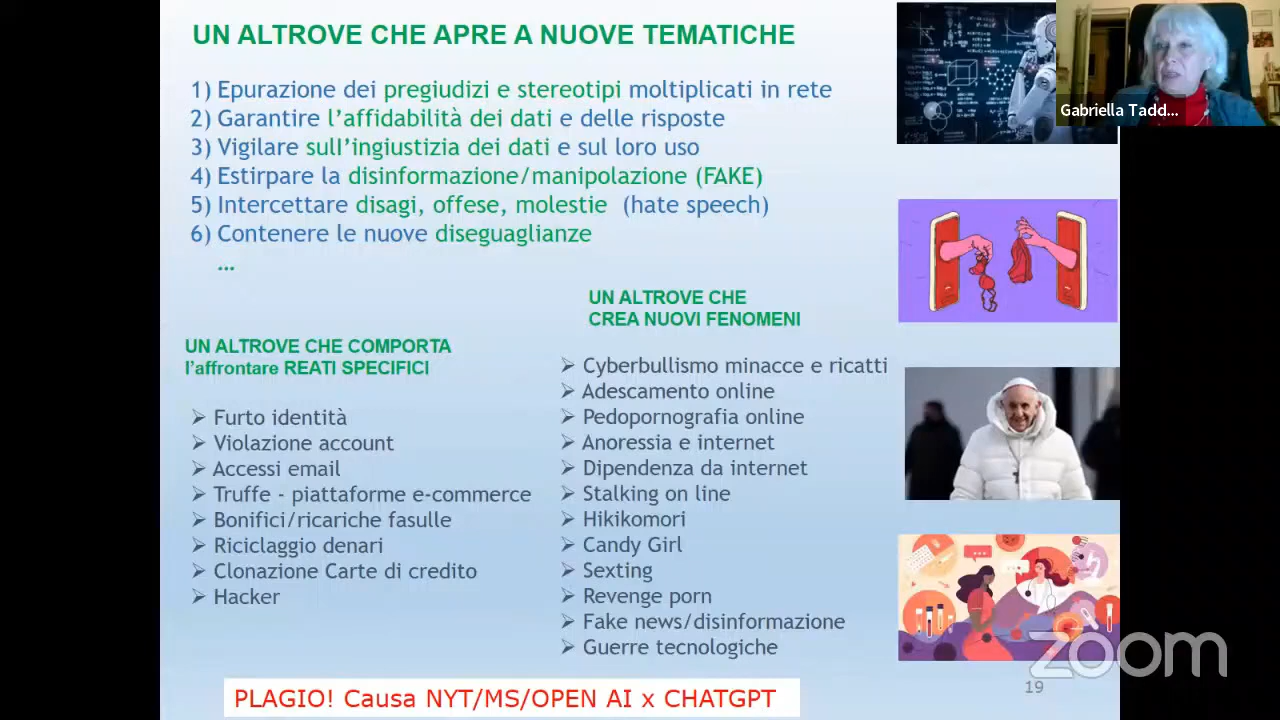 UN ALTROVE CHE APRE A NUOVE TEMATICHE
1) Epurazione dei pregiudizi e stereotipi moltiplicati in rete
2) Garantire l'affidabilità dei dati e delle risposte
3) Vigilare sull'ingiustizia dei dati e sul loro uso
4) Estirpare la disinformazione/manipolazione (FAKE)
5) Intercettare disagi, offese, molestie (hate speech)
6) Contenere le nuove diseguaglianze
...
UN ALTROVE CHE COMPORTA
l'affrontare REATI SPECIFICI
➢ Furto identità
➢ Violazione account
➢ Accessi email
➢ Truffe - piattaforme e-commerce
➢ Bonifici/ricariche fasulle
➢ Riciclaggio denari
➢ Clonazione Carte di credito
➢ Hacker
UN ALTROVE CHE
CREA NUOVI FENOMENI
➢ Cyberbullismo minacce e ricatti
➢ Adescamento online
➢ Pedopornografia online
➢ Anoressia e internet
➢ Dipendenza da internet
➢ Stalking on line
➢ Hikikomori
➢ Candy Girl
➢ Sexting
➢ Revenge porn
➢ Fake news/disinformazione
➢ Guerre tecnologiche
PLAGIO! Causa NYT/MS/OPEN AI x CHATGPT
Gabriella Tadd...
zoom
19